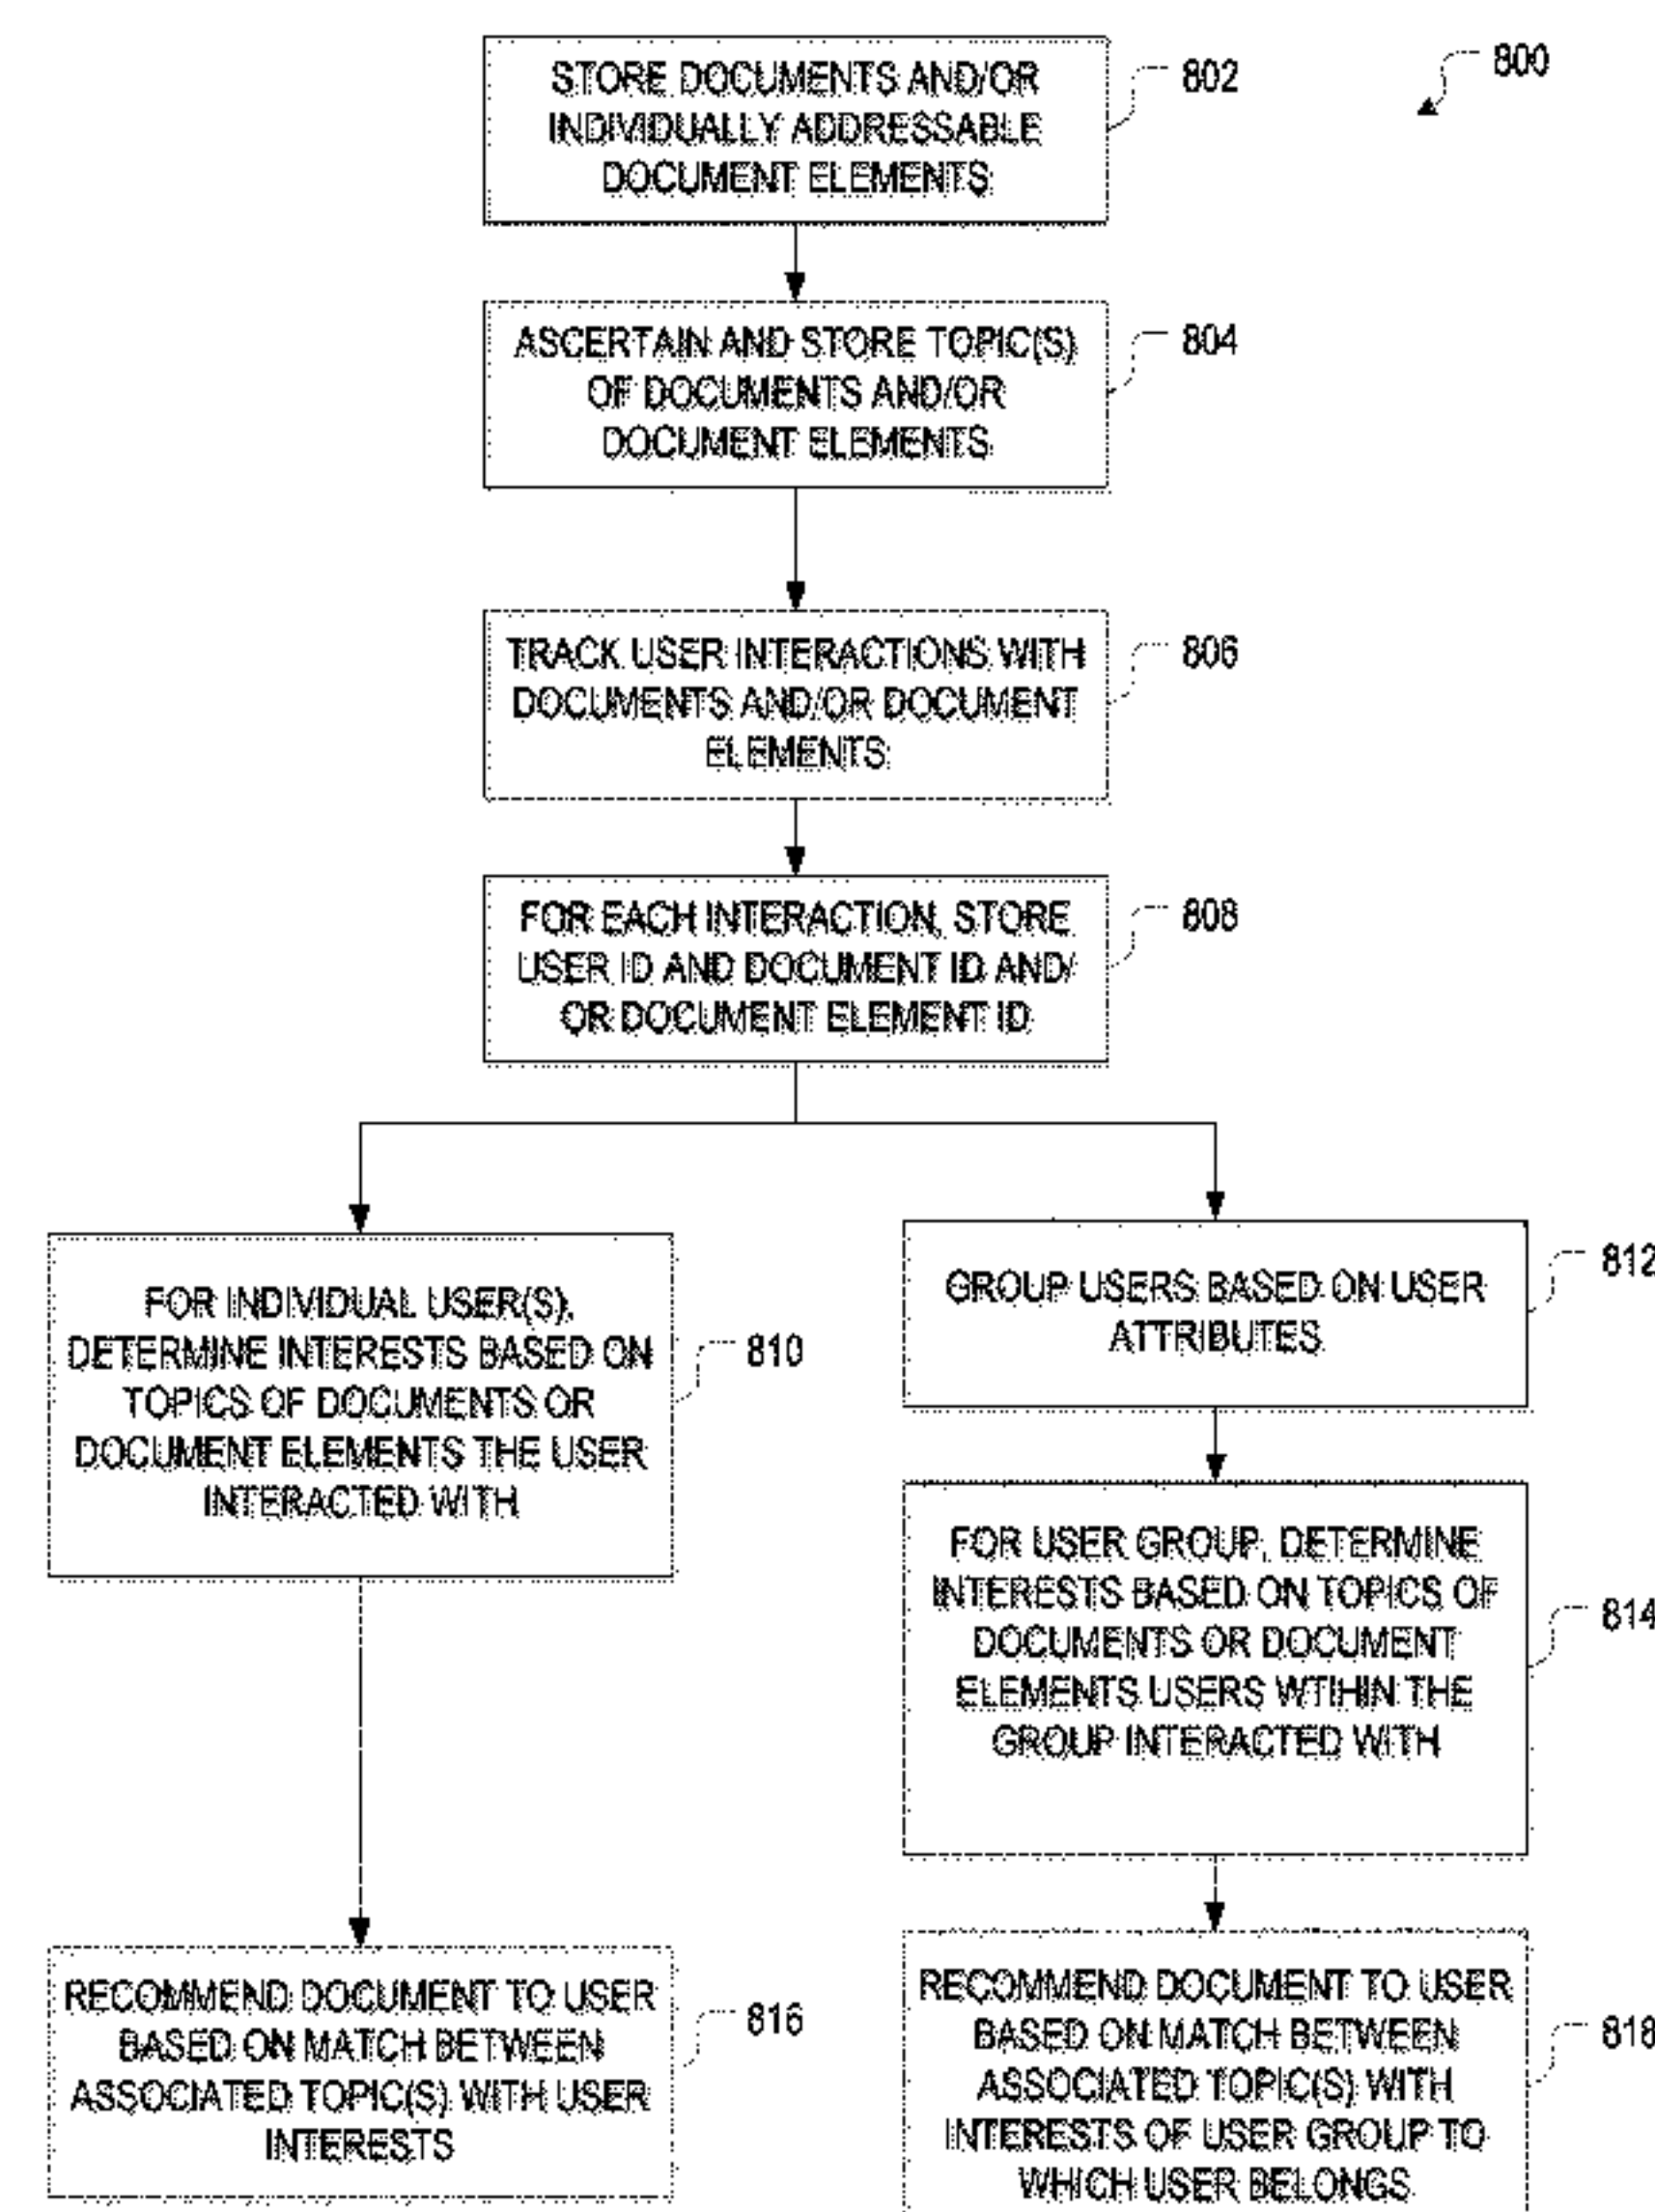 800
STORE DOCUMENTS AND/OR
INDIVIDUALLY ADDRESSABLE
DOCUMENT ELEMENTS
802
ASCERTAIN AND STORE TOPIC(S)
OF DOCUMENTS AND/OR
DOCUMENT ELEMENTS
804
TRACK USER INTERACTIONS WITH
DOCUMENTS AND/OR DOCUMENT
ELEMENTS
806
FOR EACH INTERACTION, STORE
USER ID AND DOCUMENT ID AND/
OR DOCUMENT ELEMENT ID
808
FOR INDIVIDUAL USER(S),
DETERMINE INTERESTS BASED ON
TOPICS OF DOCUMENTS OR
DOCUMENT ELEMENTS THE USER
INTERACTED WITH
810
GROUP USERS BASED ON USER
ATTRIBUTES
812
FOR USER GROUP, DETERMINE
INTERESTS BASED ON TOPICS OF
DOCUMENTS OR DOCUMENT
ELEMENTS USERS WTIHIN THE
GROUP INTERACTED WITH
814
RECOMMEND DOCUMENT TO USER
BASED ON MATCH BETWEEN
ASSOCIATED TOPIC(S) WITH USER
INTERESTS
816
RECOMMEND DOCUMENT TO USER
BASED ON MATCH BETWEEN
ASSOCIATED TOPIC(S) WITH
INTERESTS OF USER GROUP TO
WHICH USER BELONGS
818